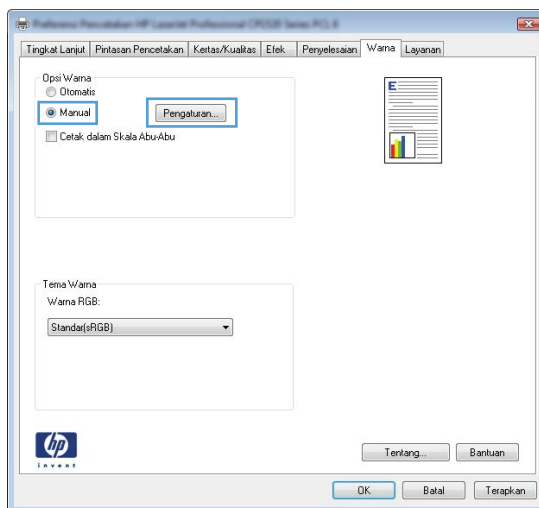 Tingkat Lanjut Pintasan Pencetakan Kertas/Kualitas Efek Penyelesaian Warna Layanan
Opsi Warna
Otomatis
Manual Pengaturan...
Cetak dalam Skala Abu-Abu
E
Tema Warna
Warna RGB:
Standar(sRGB)
hp
invent
Tentang... Bantuan
OK Batal Terapkan